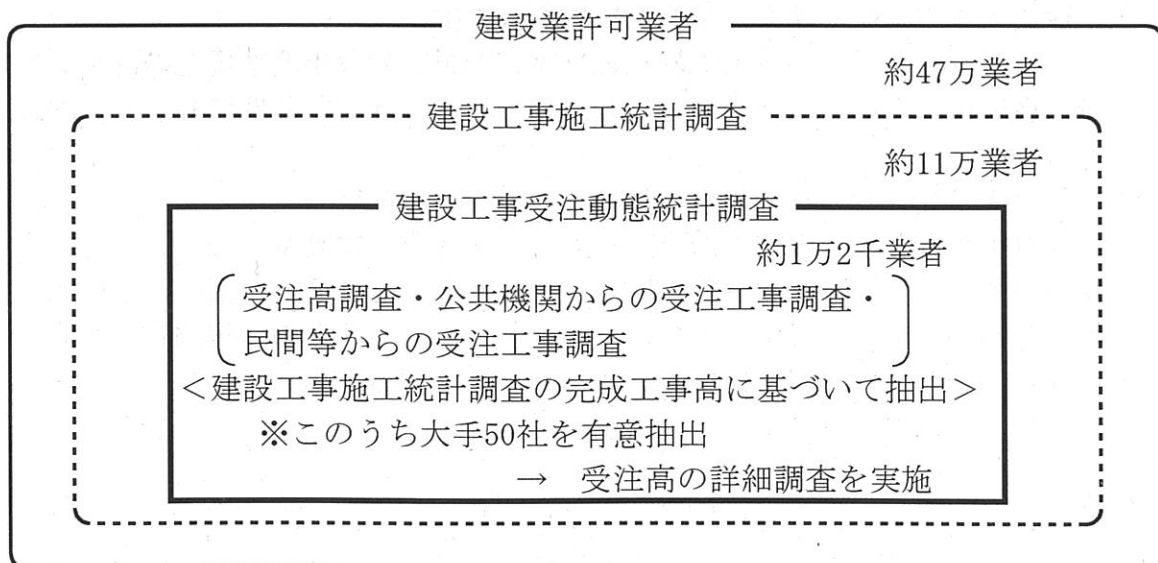 建設業許可業者
約47万業者
建設工事施工統計調査
約11万業者
建設工事受注動態統計調査
約1万2千業者
受注高調査・公共機関からの受注工事調査・
民間等からの受注工事調査
＜建設工事施工統計調査の完成工事高に基づいて抽出＞
※このうち大手50社を有意抽出
→　受注高の詳細調査を実施